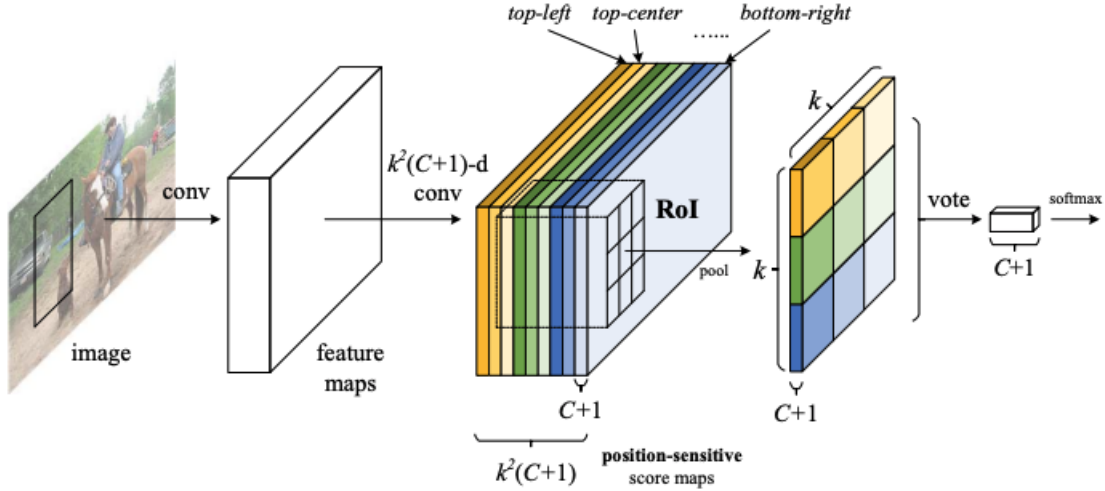 top-left
top-center
......
bottom-right
k
k²(C+1)-d
conv
conv
RoI
vote
softmax
pool
k
C+1
image
feature
maps
C+1
C+1
k²(C+1)
position-sensitive
score maps